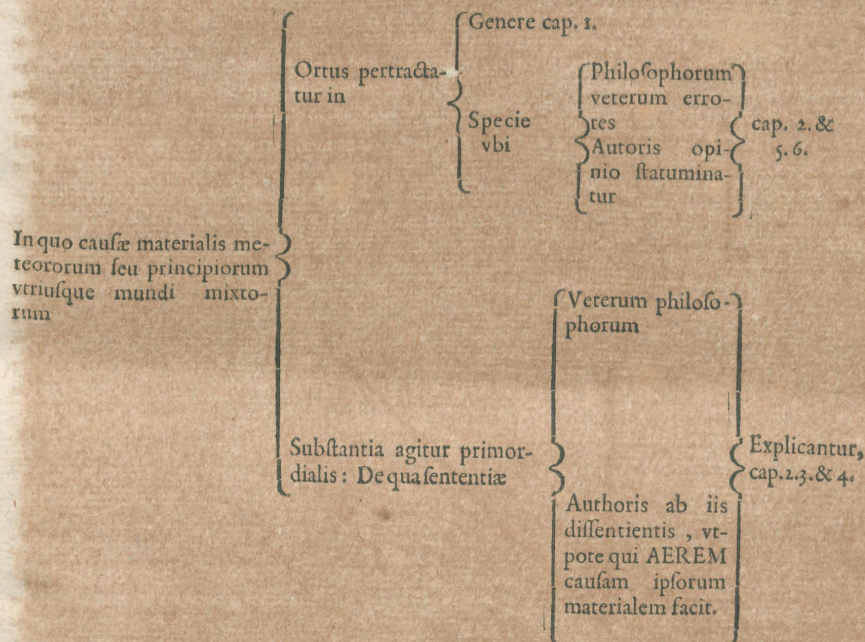 In quo causæ materialis me-
teororum seu principiorum
vtriusque mundi mixto-
rum
Ortus pertracta-
tur in
Genere cap. 1.
Specie
vbi
Philosophorum
veterum erro-
res
Autoris opi-
nio statumina-
tur
cap. 2. &
5. 6.
Substantia agitur primor-
dialis : De qua sententiæ
Veterum philoso-
phorum
Authoris ab iis
dissentientis , vt-
pote qui AEREM
causam ipsorum
materialem facit.
Explicantur,
cap. 2. 3. & 4.